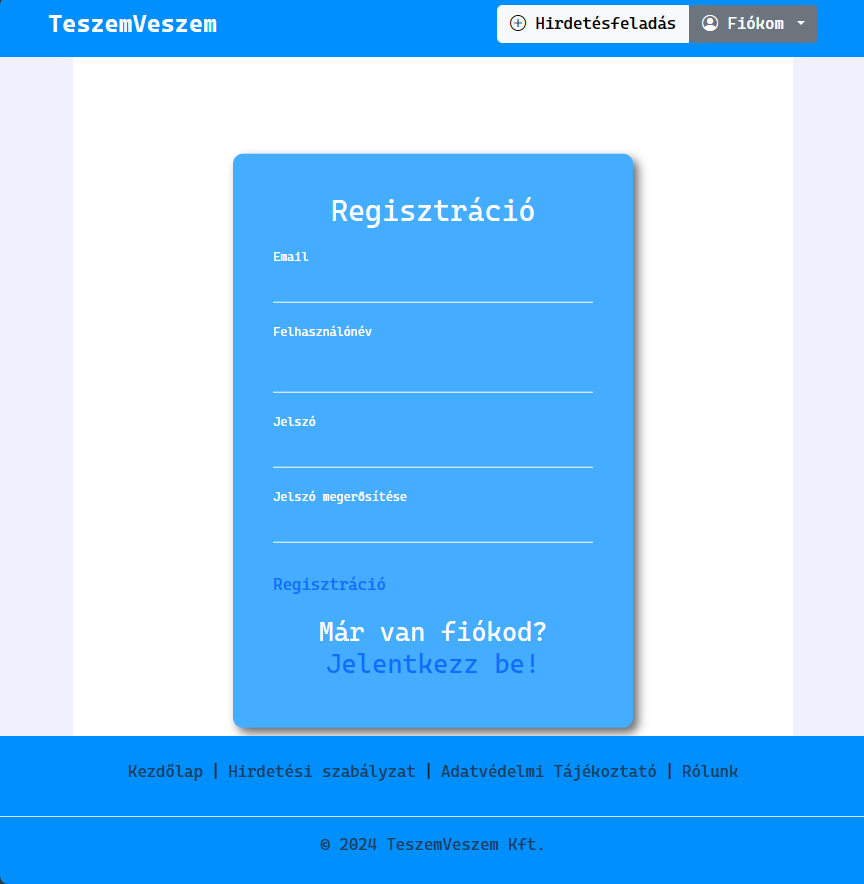 TeszemVeszem
Hirdetésfeladás Fiókom
Regisztráció
Email
Felhasználónév
Jelszó
Jelszó megerősítése
Regisztráció
Már van fiókod?
Jelentkezz be!
Kezdőlap | Hirdetési szabályzat | Adatvédelmi Tájékoztató | Rólunk
© 2024 TeszemVeszem Kft.